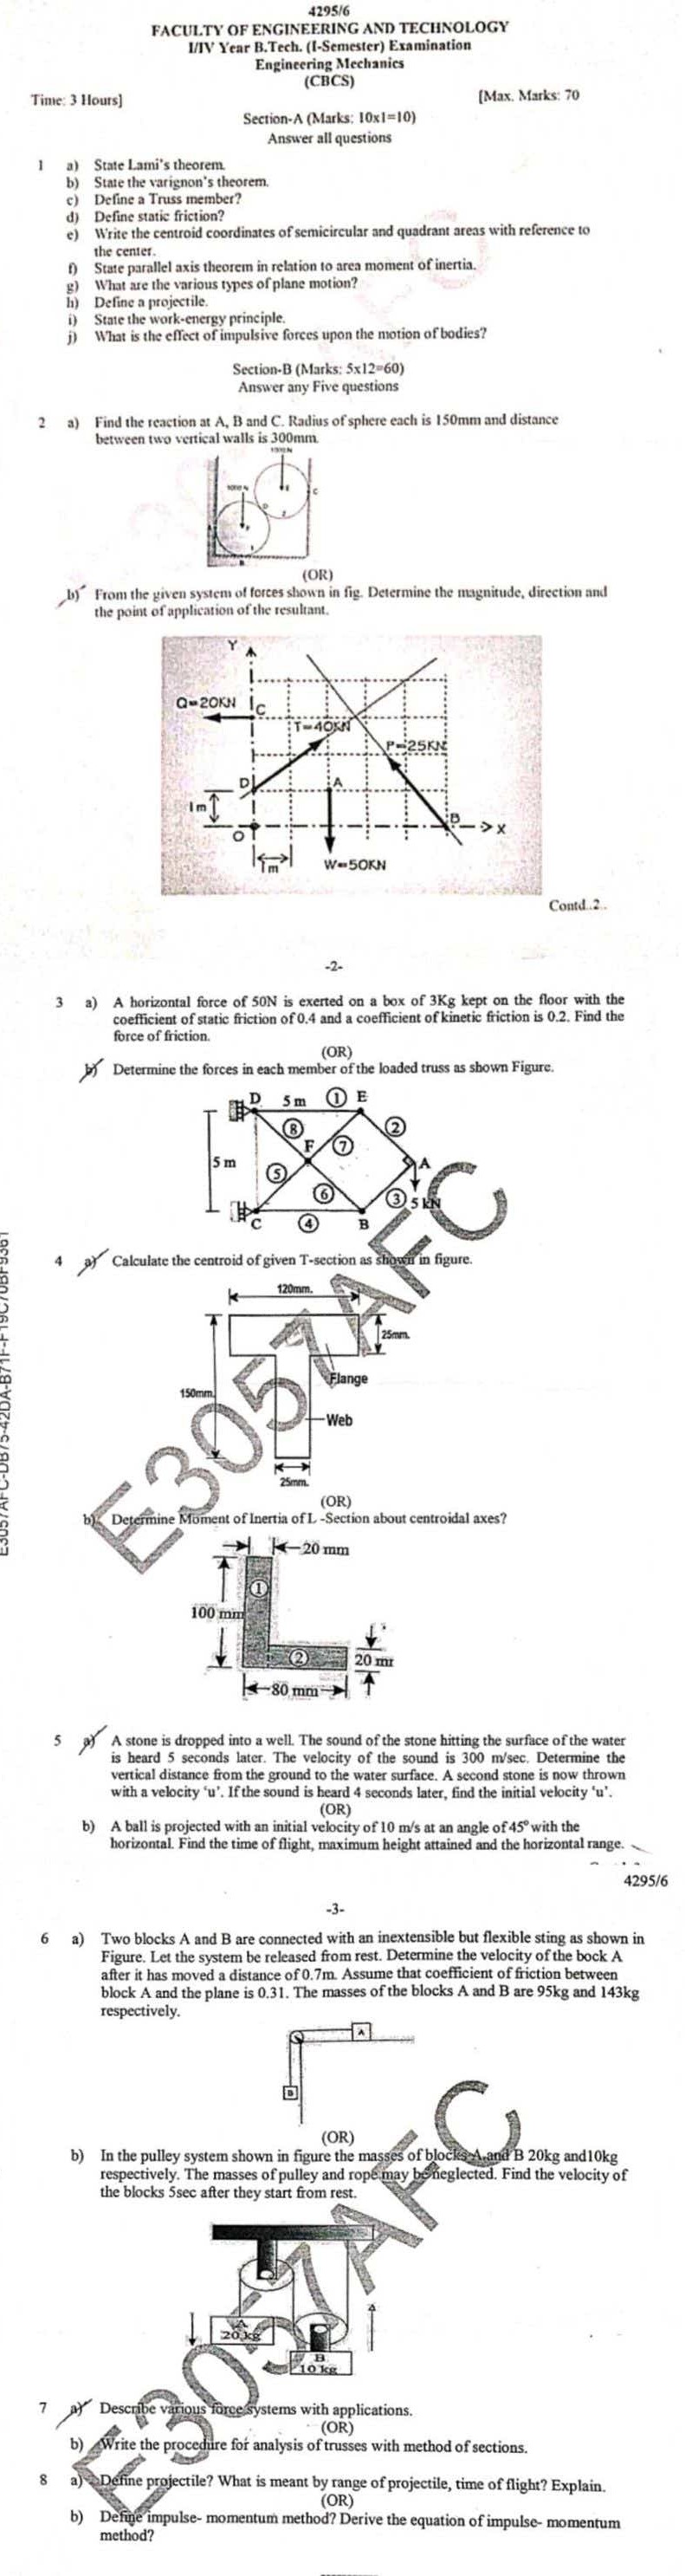 4295/6
FACULTY OF ENGINEERING AND TECHNOLOGY
I/IV Year B.Tech. (I-Semester) Examination
Engineering Mechanics
(CBCS)
Time: 3 Hours]
[Max. Marks: 70
Section-A (Marks: 10x1=10)
Answer all questions
1 a) State Lami's theorem.
b) State the varignon's theorem.
c) Define a Truss member?
d) Define static friction?
e) Write the centroid coordinates of semicircular and quadrant areas with reference to
the center.
f) State parallel axis theorem in relation to area moment of inertia.
g) What are the various types of plane motion?
h) Define a projectile.
i) State the work-energy principle.
j) What is the effect of impulsive forces upon the motion of bodies?
Section-B (Marks: 5x12=60)
Answer any Five questions
2 a) Find the reaction at A, B and C. Radius of sphere each is 150mm and distance
between two vertical walls is 300mm.
C
(OR)
b) From the given system of forces shown in fig. Determine the magnitude, direction and
the point of application of the resultant.
Y
Q=20KN
C
T=40KN
P=25KN
D
A
1m
B
X
O
1m
W=50KN
Contd..2..
-2-
3 a) A horizontal force of 50N is exerted on a box of 3Kg kept on the floor with the
coefficient of static friction of 0.4 and a coefficient of kinetic friction is 0.2. Find the
force of friction.
(OR)
b) Determine the forces in each member of the loaded truss as shown Figure.
D 5 m 1 E
8
2
F 7
5 m
A
5
6
3 5 kN
C 4 B
4 a) Calculate the centroid of given T-section as shown in figure.
120mm.
25mm.
Flange
150mm.
Web
25mm.
(OR)
b) Determine Moment of Inertia of L -Section about centroidal axes?
20 mm
1
100 mm
2
20 mr
80 mm
5 a) A stone is dropped into a well. The sound of the stone hitting the surface of the water
is heard 5 seconds later. The velocity of the sound is 300 m/sec. Determine the
vertical distance from the ground to the water surface. A second stone is now thrown
with a velocity 'u'. If the sound is heard 4 seconds later, find the initial velocity 'u'.
(OR)
b) A ball is projected with an initial velocity of 10 m/s at an angle of 45° with the
horizontal. Find the time of flight, maximum height attained and the horizontal range.
4295/6
-3-
6 a) Two blocks A and B are connected with an inextensible but flexible sting as shown in
Figure. Let the system be released from rest. Determine the velocity of the bock A
after it has moved a distance of 0.7m. Assume that coefficient of friction between
block A and the plane is 0.31. The masses of the blocks A and B are 95kg and 143kg
respectively.
A
B
(OR)
b) In the pulley system shown in figure the masses of blocks A and B 20kg and10kg
respectively. The masses of pulley and rope may be neglected. Find the velocity of
the blocks 5sec after they start from rest.
A
20 kg
B
10 kg
7 a) Describe various force systems with applications.
(OR)
b) Write the procedure for analysis of trusses with method of sections.
8 a) Define projectile? What is meant by range of projectile, time of flight? Explain.
(OR)
b) Define impulse- momentum method? Derive the equation of impulse- momentum
method?
E3057AFC
E3057AFC